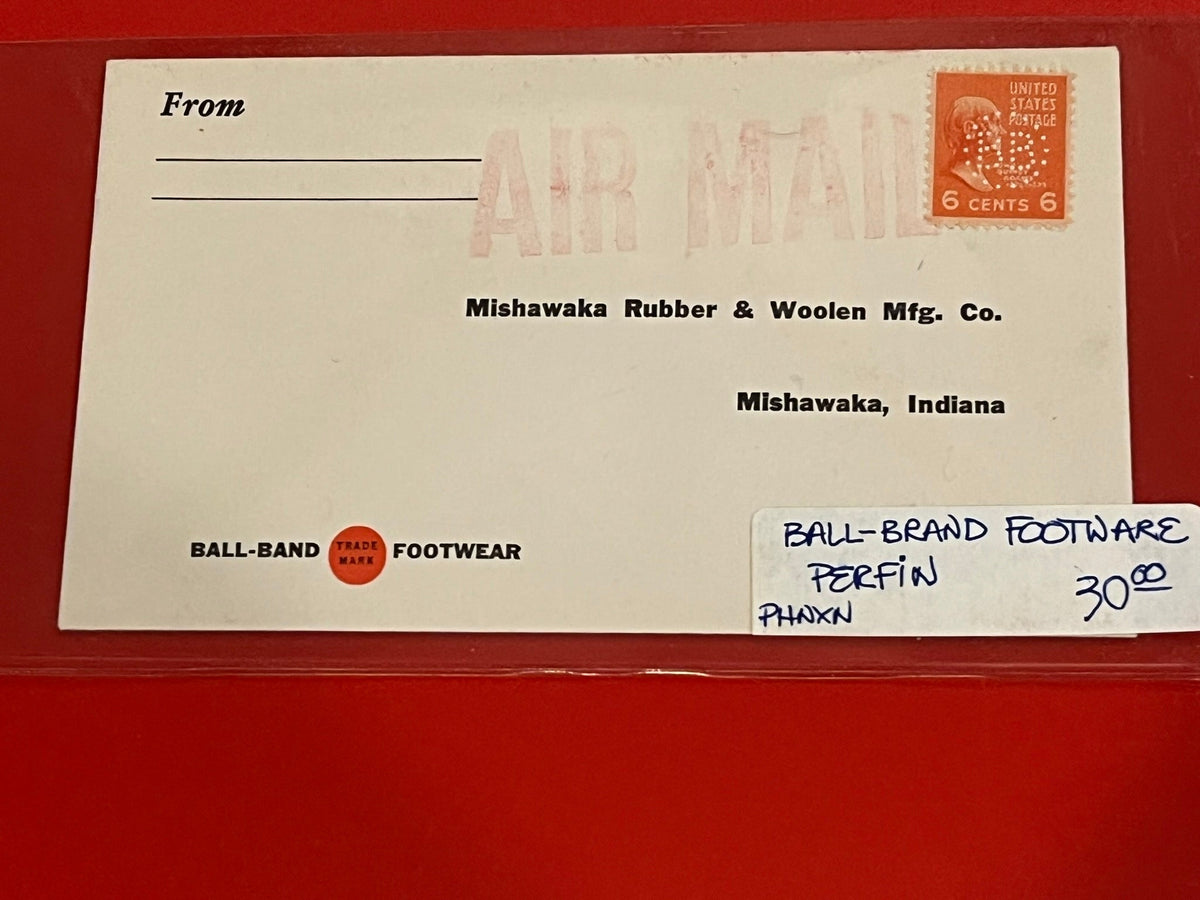 From
AIR MAIL
UNITED
STATES
POSTAGE
6 CENTS 6
Mishawaka Rubber & Woolen Mfg. Co.
Mishawaka, Indiana
BALL-BAND TRADE MARK FOOTWEAR
BALL-BRAND FOOTWARE
PERFIN 30 00
PHNXN